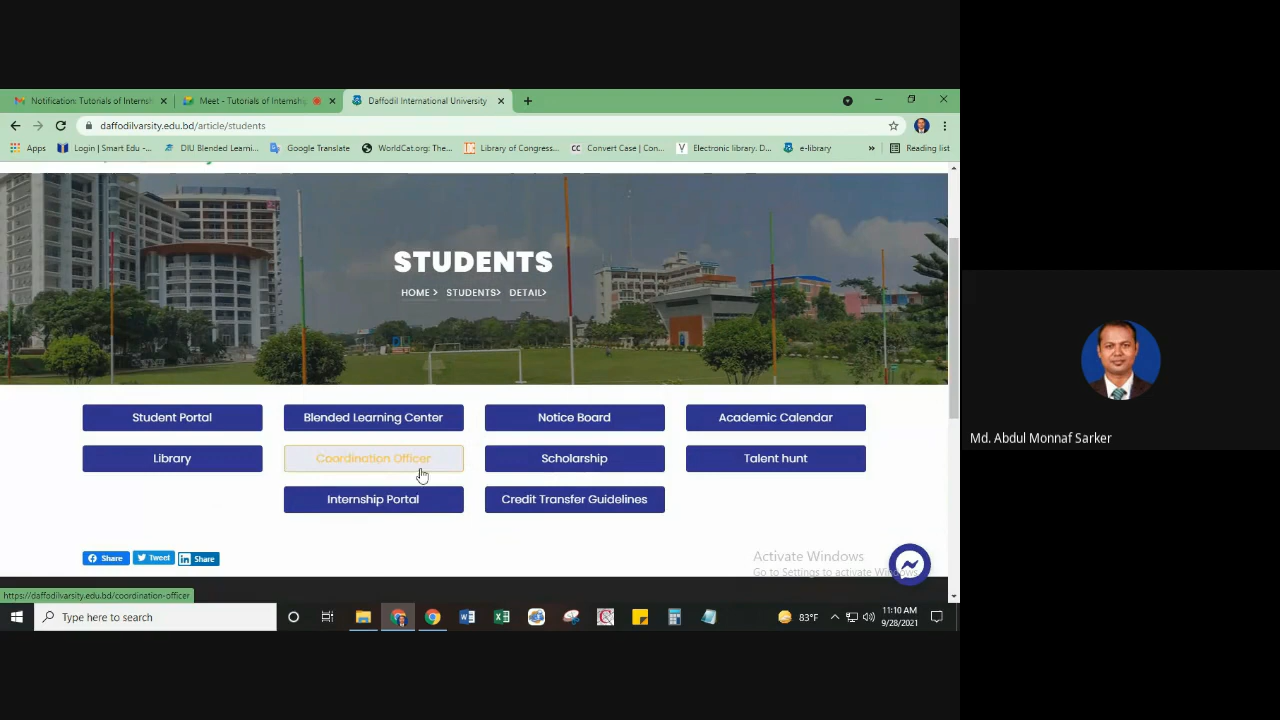 Notification: Tutorials of Internsh
Meet - Tutorials of Internship
Daffodil International University
daffodilvarsity.edu.bd/article/students
Apps
Login | Smart Edu -...
DIU Blended Learni...
Google Translate
WorldCat.org: The...
Library of Congress...
CC Convert Case | Con...
Electronic library. D...
e-library
»
Reading list
STUDENTS
HOME > STUDENTS> DETAIL>
Student Portal
Blended Learning Center
Notice Board
Academic Calendar
Library
Coordination Officer
Scholarship
Talent hunt
Internship Portal
Credit Transfer Guidelines
Share
Tweet
Share
Activate Windows
Go to Settings to activate Windows.
https://daffodilvarsity.edu.bd/coordination-officer
Type here to search
83°F
11:10 AM
9/28/2021
Md. Abdul Monnaf Sarker